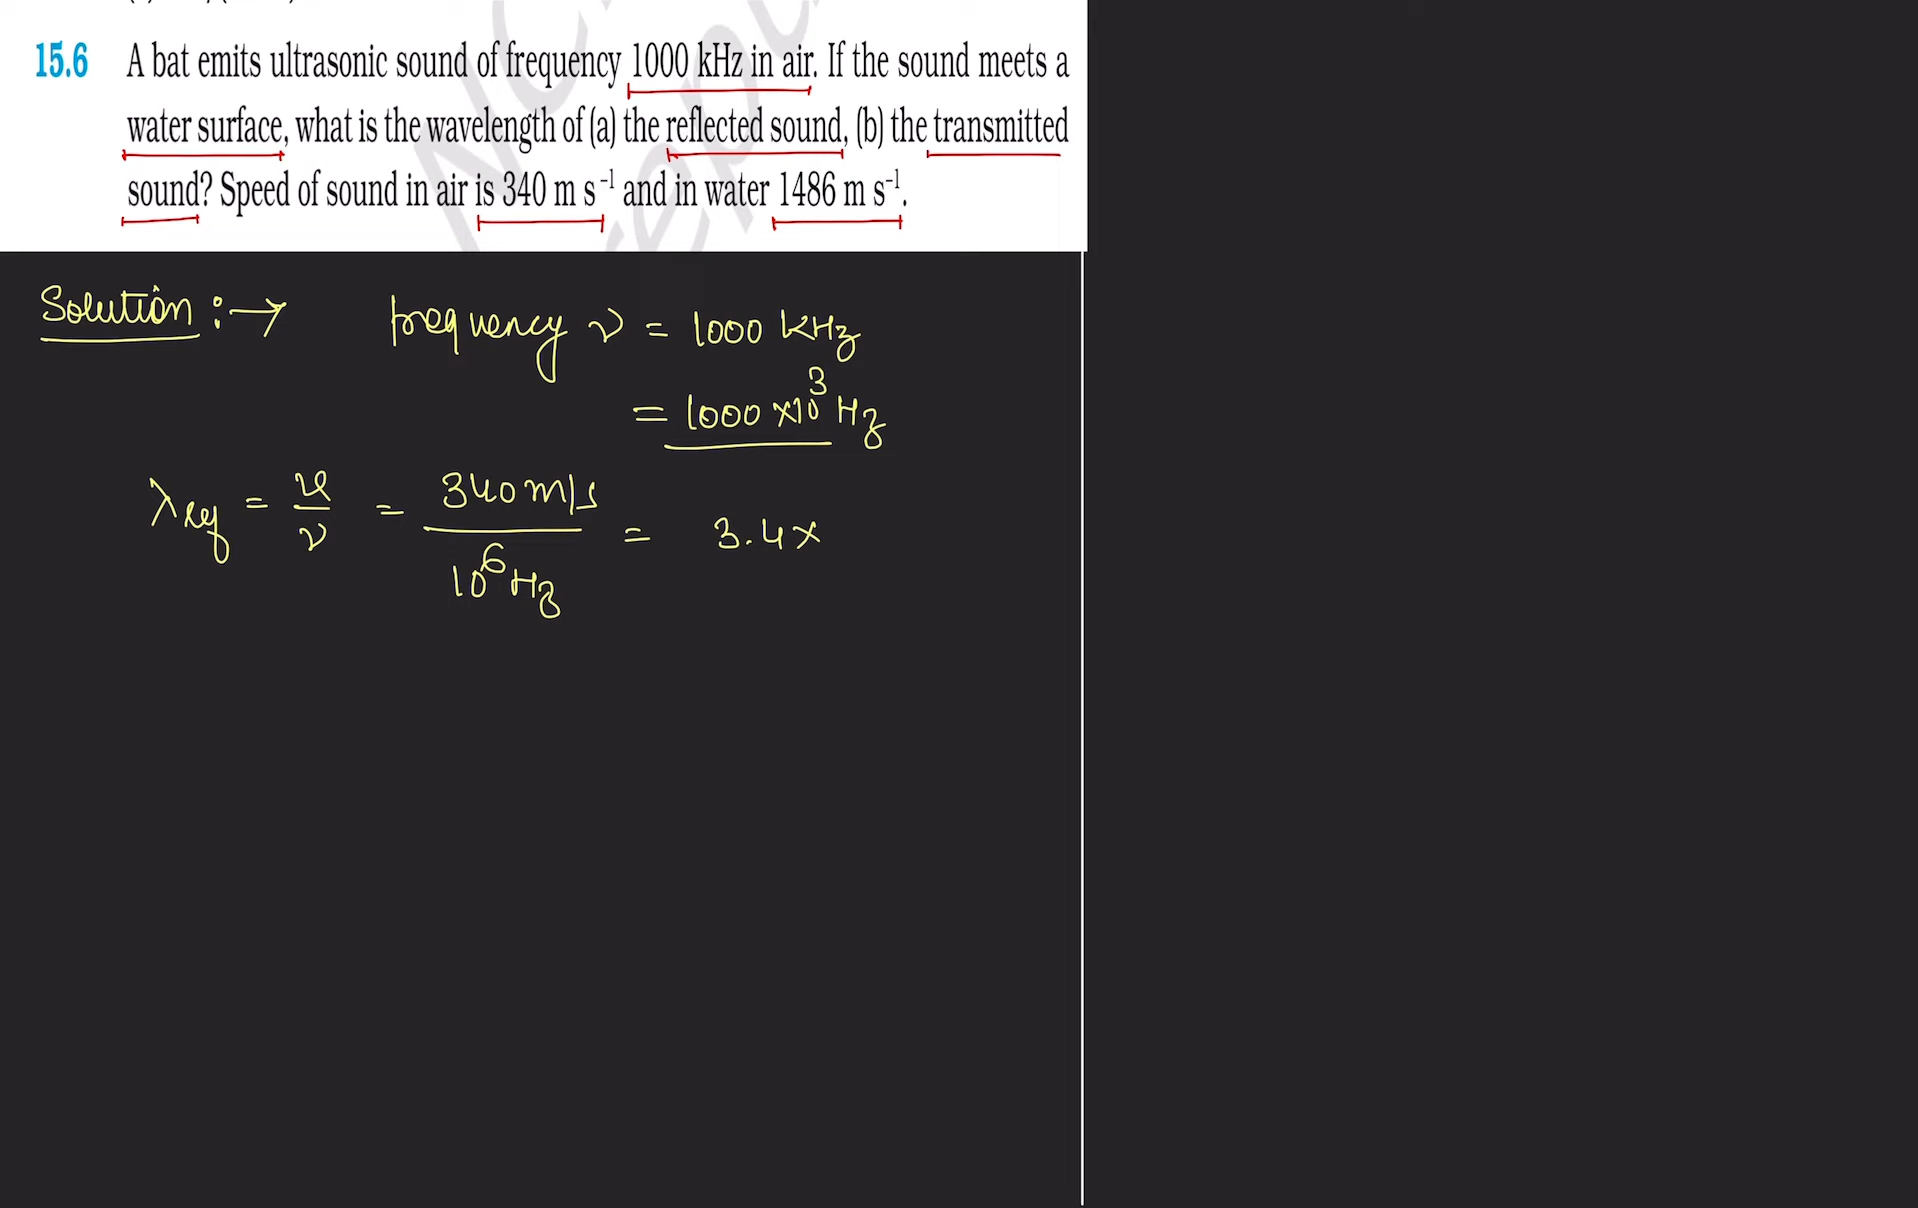 15.6 A bat emits ultrasonic sound of frequency 1000 kHz in air. If the sound meets a
water surface, what is the wavelength of (a) the reflected sound, (b) the transmitted
sound? Speed of sound in air is 340 m s⁻¹ and in water 1486 m s⁻¹.
Solution :→ frequency ν = 1000 KHz
= 1000 ×10³ Hz
λ = v/ν = 340 m/s / 10⁶ Hz = 3.4 ×